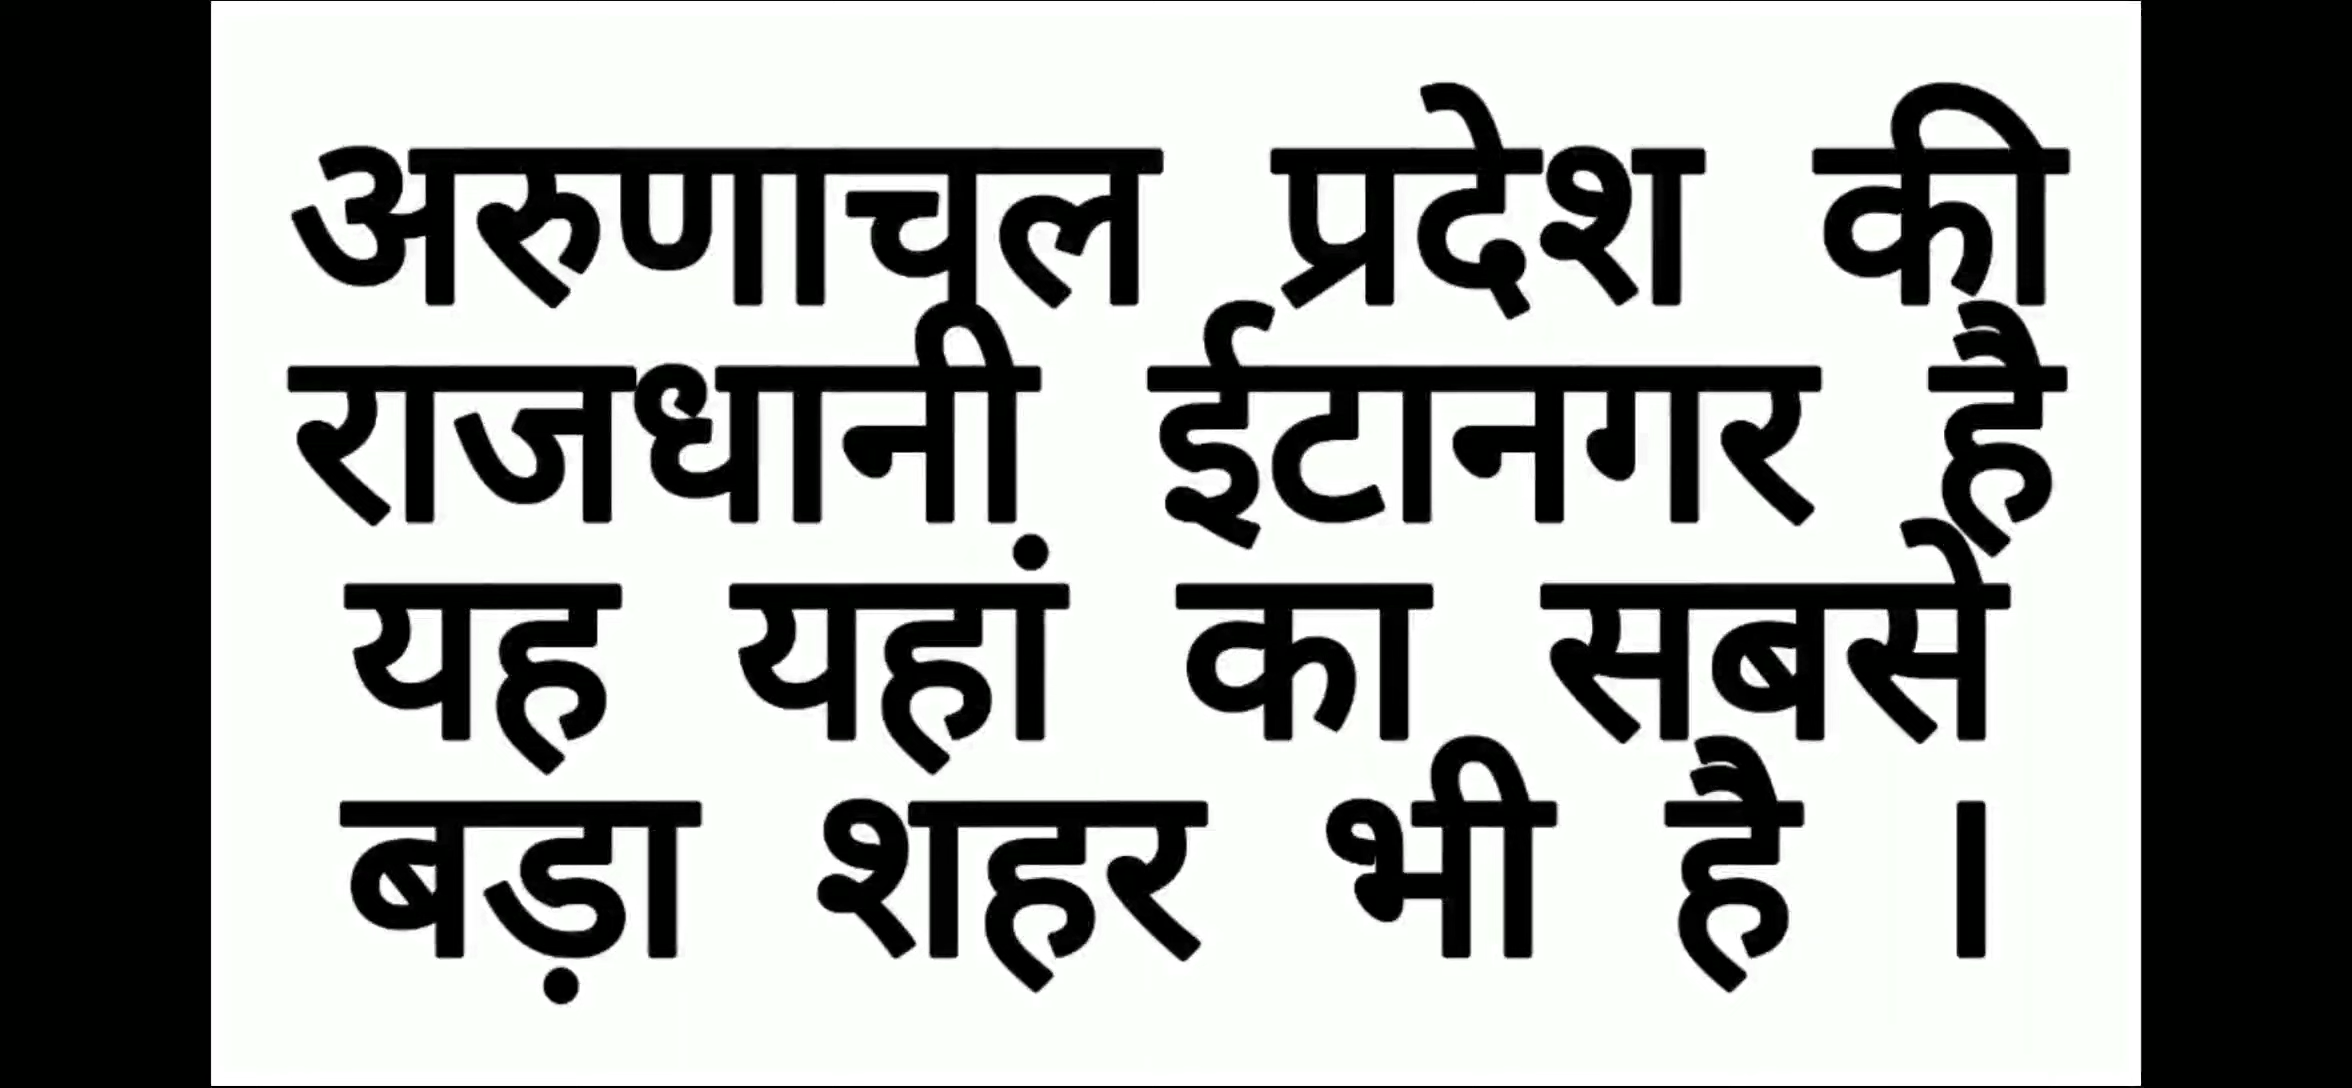 अरुणाचल प्रदेश की
राजधानी ईटानगर है
यह यहां का सबसे
बड़ा शहर भी है ।